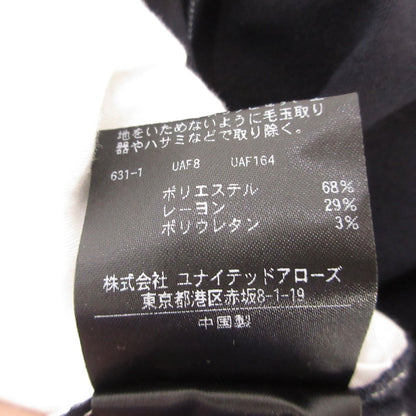 地をいためないように毛玉取り
器やハサミなどで取り除く。
631-1 UAF8 UAF164
ポリエステル 68%
レーヨン 29%
ポリウレタン 3%
株式会社 ユナイテッドアローズ
東京都港区赤坂8-1-19
中国製